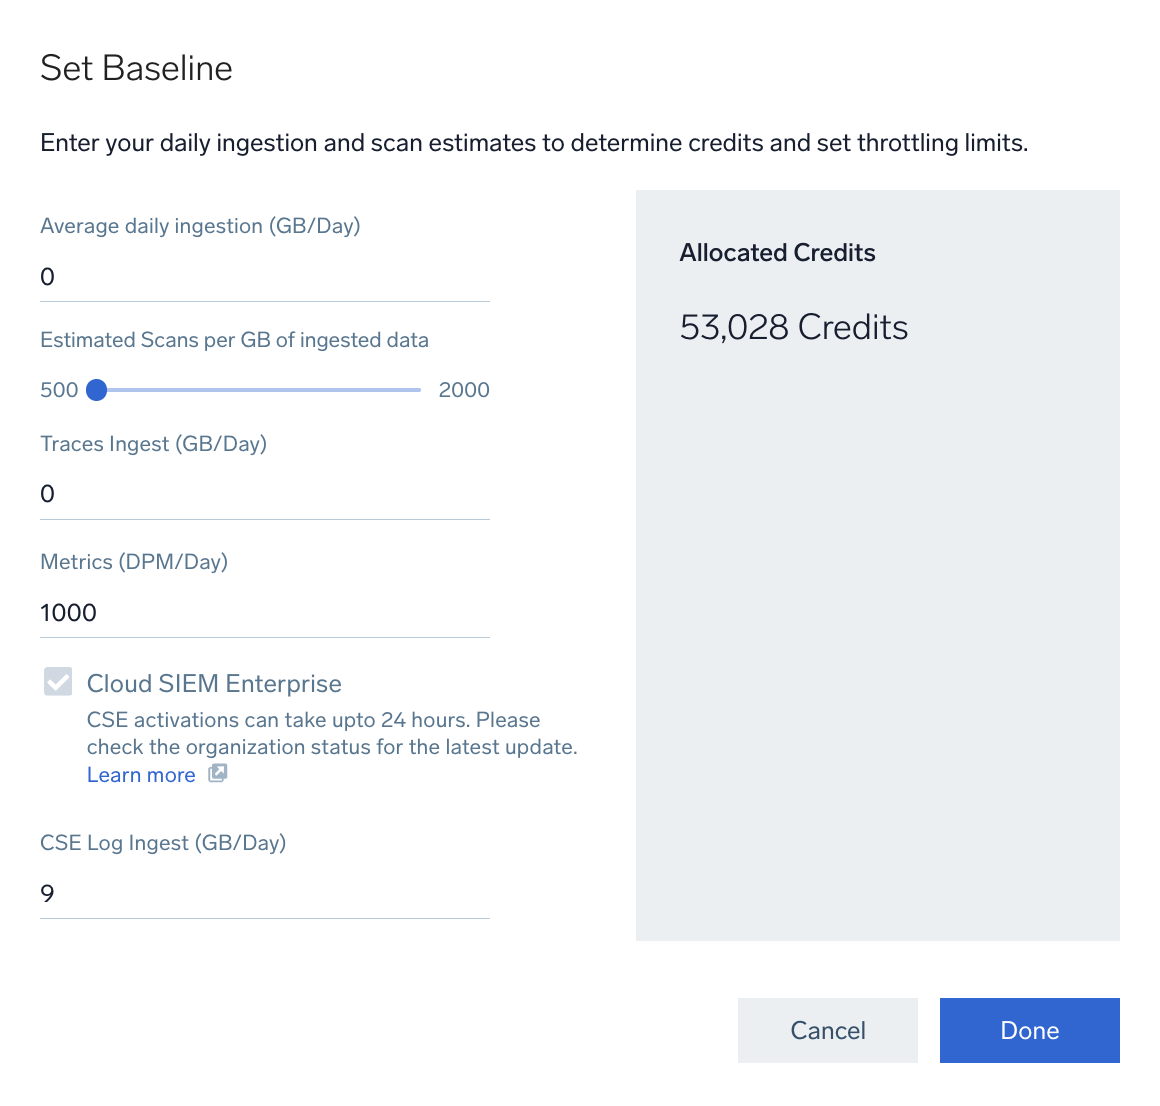 Set Baseline
Enter your daily ingestion and scan estimates to determine credits and set throttling limits.
Average daily ingestion (GB/Day)
0
Estimated Scans per GB of ingested data
500 2000
Traces Ingest (GB/Day)
0
Metrics (DPM/Day)
1000
Cloud SIEM Enterprise
CSE activations can take upto 24 hours. Please
check the organization status for the latest update.
Learn more
CSE Log Ingest (GB/Day)
9
Allocated Credits
53,028 Credits
Cancel
Done